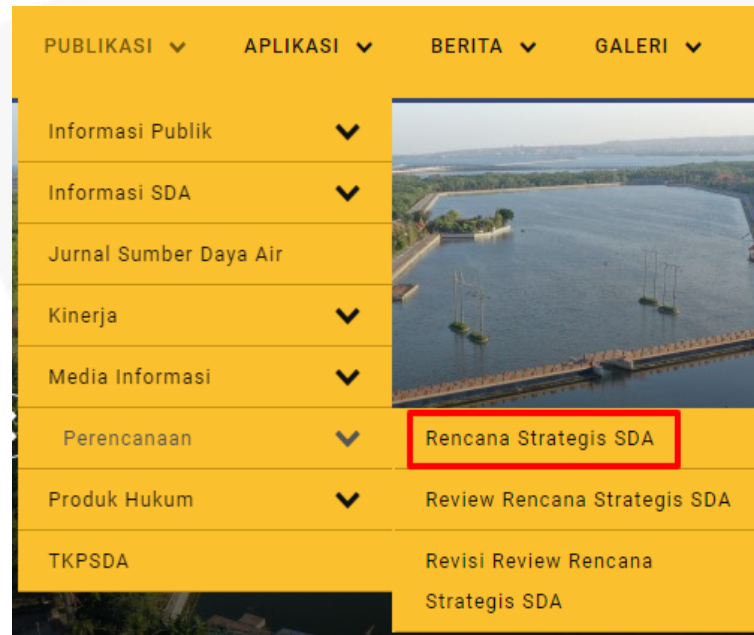 PUBLIKASI
APLIKASI
BERITA
GALERI
Informasi Publik
Informasi SDA
Jurnal Sumber Daya Air
Kinerja
Media Informasi
Perencanaan
Produk Hukum
TKPSDA
Rencana Strategis SDA
Review Rencana Strategis SDA
Revisi Review Rencana
Strategis SDA